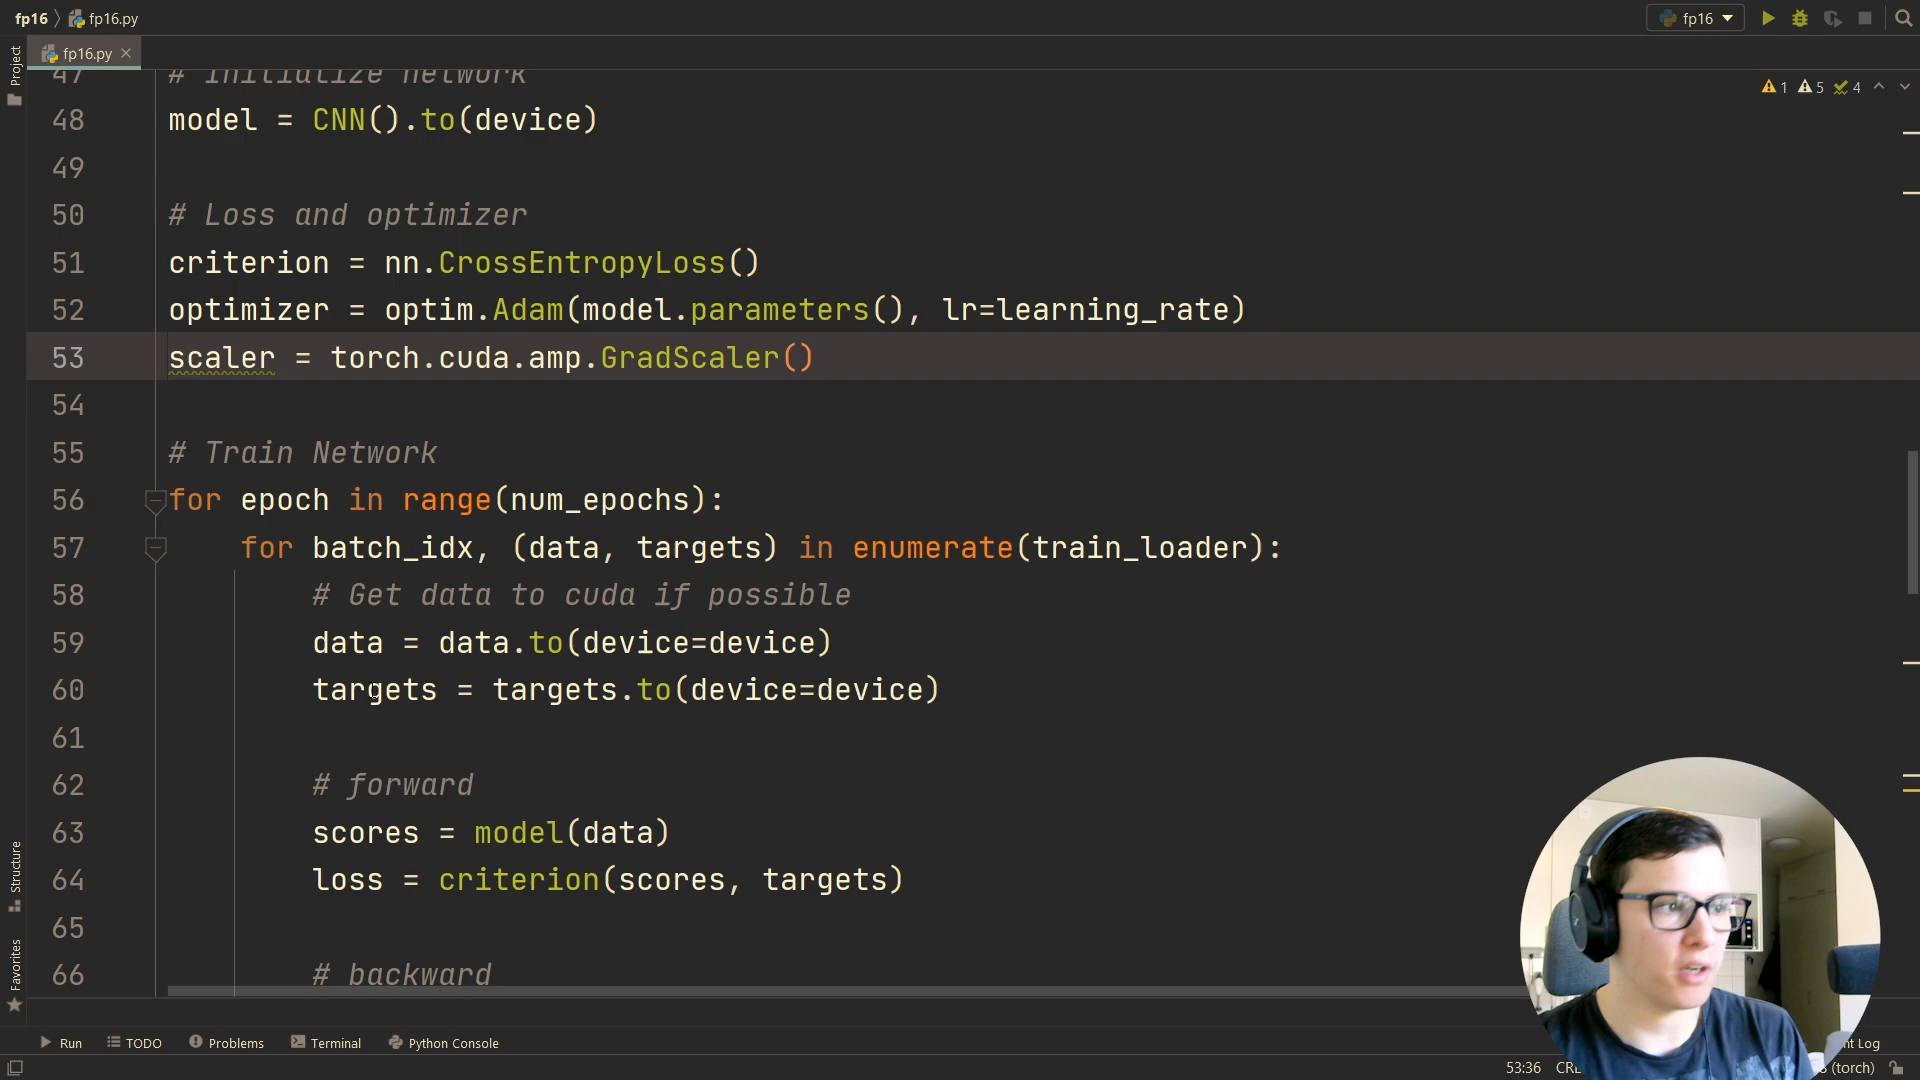 fp16 〉 fp16.py
fp16
fp16.py
Project
1 5 4
47 # Initialize network
48 model = CNN().to(device)
49
50 # Loss and optimizer
51 criterion = nn.CrossEntropyLoss()
52 optimizer = optim.Adam(model.parameters(), lr=learning_rate)
53 scaler = torch.cuda.amp.GradScaler()
54
55 # Train Network
56 for epoch in range(num_epochs):
57 for batch_idx, (data, targets) in enumerate(train_loader):
58 # Get data to cuda if possible
59 data = data.to(device=device)
60 targets = targets.to(device=device)
61
62 # forward
63 scores = model(data)
64 loss = criterion(scores, targets)
65
66 # backward
Structure
Favorites
Run TODO Problems Terminal Python Console
Log
53:36 (torch)